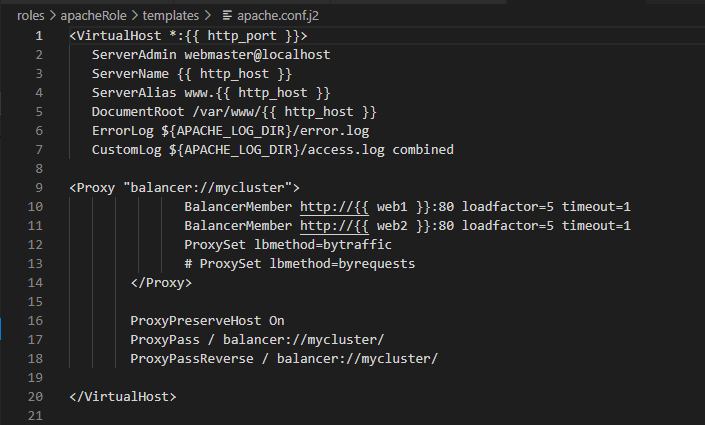 roles > apacheRole > templates > apache.conf.j2
1 <VirtualHost *:{{ http_port }}>
2 ServerAdmin webmaster@localhost
3 ServerName {{ http_host }}
4 ServerAlias www.{{ http_host }}
5 DocumentRoot /var/www/{{ http_host }}
6 ErrorLog ${APACHE_LOG_DIR}/error.log
7 CustomLog ${APACHE_LOG_DIR}/access.log combined
8
9 <Proxy "balancer://mycluster">
10 BalancerMember http://{{ web1 }}:80 loadfactor=5 timeout=1
11 BalancerMember http://{{ web2 }}:80 loadfactor=5 timeout=1
12 ProxySet lbmethod=bytraffic
13 # ProxySet lbmethod=byrequests
14 </Proxy>
15
16 ProxyPreserveHost On
17 ProxyPass / balancer://mycluster/
18 ProxyPassReverse / balancer://mycluster/
19
20 </VirtualHost>
21